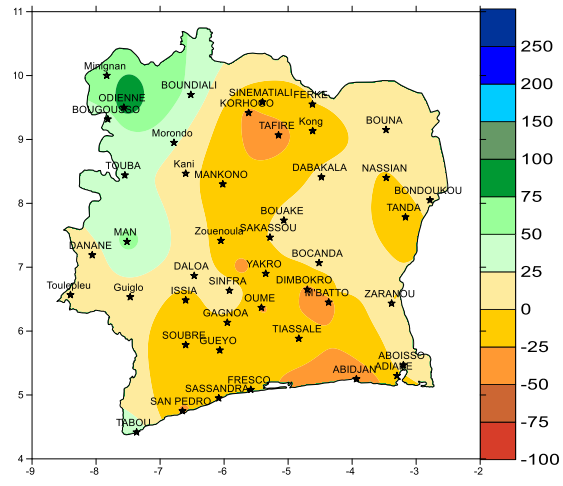 11
10
9
8
7
6
5
4
-9
-8
-7
-6
-5
-4
-3
-2
Minignan
ODIENNE
BOUGOUSSO
BOUNDIALI
SINEMATIALI
FERKE
KORHOGO
TAFIRE
Kong
BOUNA
Morondo
TOUBA
Kani
MANKONO
DABAKALA
NASSIAN
BONDOUKOU
TANDA
BOUAKE
SAKASSOU
Zouenoula
MAN
DANANE
BOCANDA
DALOA
YAKRO
SINFRA
DIMBOKRO
M'BATTO
Toulepleu
Guiglo
ISSIA
OUME
ZARANOU
GAGNOA
TIASSALE
SOUBRE
GUEYO
ABOISSO
ADIAKE
ABIDJAN
FRESCO
SASSANDRA
SAN PEDRO
TABOU
250
200
150
100
75
50
25
0
-25
-50
-75
-100